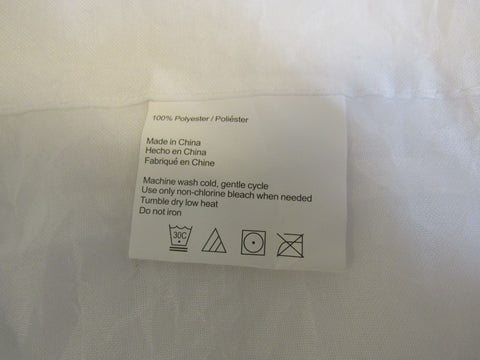 100% Polyester / Poliéster
Made in China
Hecho en China
Fabriqué en Chine
Machine wash cold, gentle cycle
Use only non-chlorine bleach when needed
Tumble dry low heat
Do not iron
30C